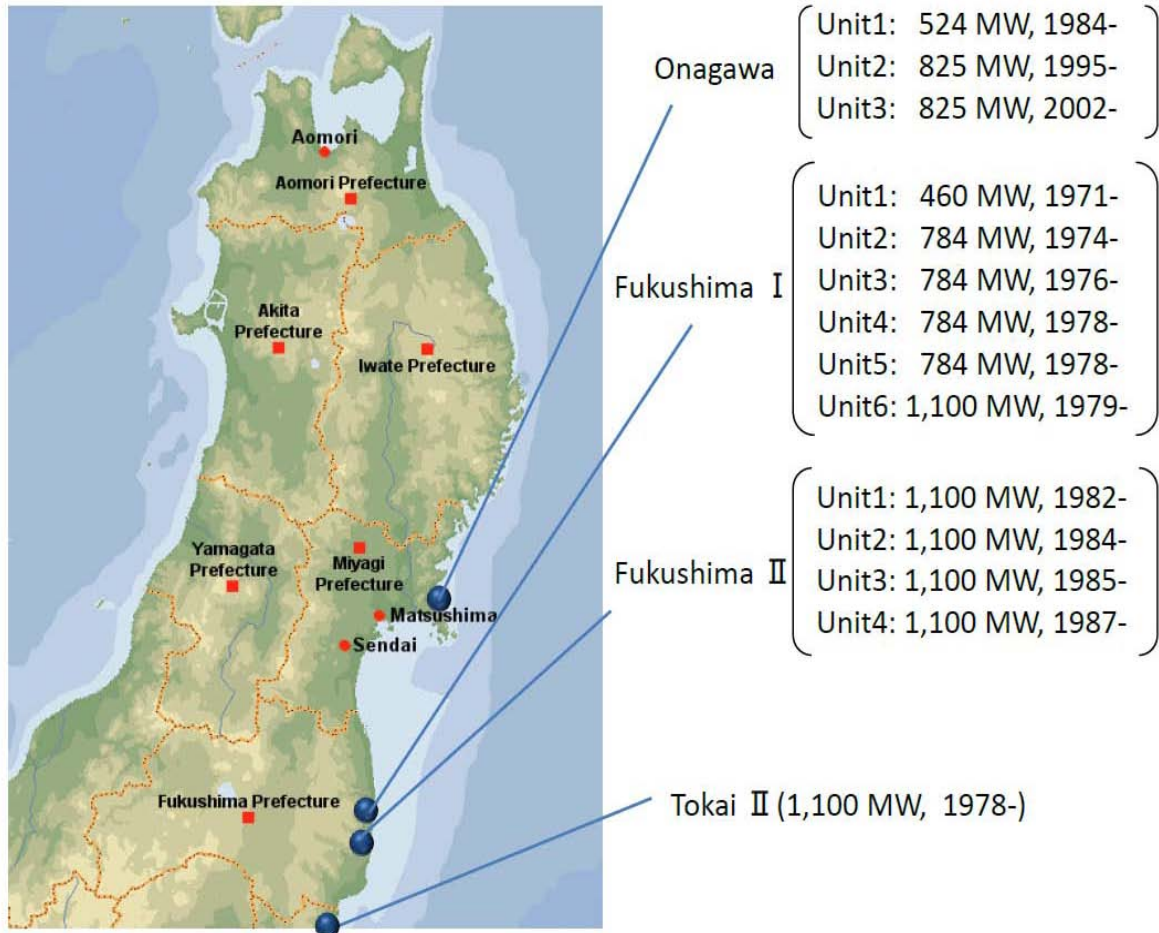 Aomori
Aomori Prefecture
Akita
Prefecture
Iwate Prefecture
Yamagata
Prefecture
Miyagi
Prefecture
Matsushima
Sendai
Fukushima Prefecture
Onagawa
Unit1: 524 MW, 1984-
Unit2: 825 MW, 1995-
Unit3: 825 MW, 2002-
Fukushima Ⅰ
Unit1: 460 MW, 1971-
Unit2: 784 MW, 1974-
Unit3: 784 MW, 1976-
Unit4: 784 MW, 1978-
Unit5: 784 MW, 1978-
Unit6: 1,100 MW, 1979-
Fukushima Ⅱ
Unit1: 1,100 MW, 1982-
Unit2: 1,100 MW, 1984-
Unit3: 1,100 MW, 1985-
Unit4: 1,100 MW, 1987-
Tokai Ⅱ (1,100 MW, 1978-)